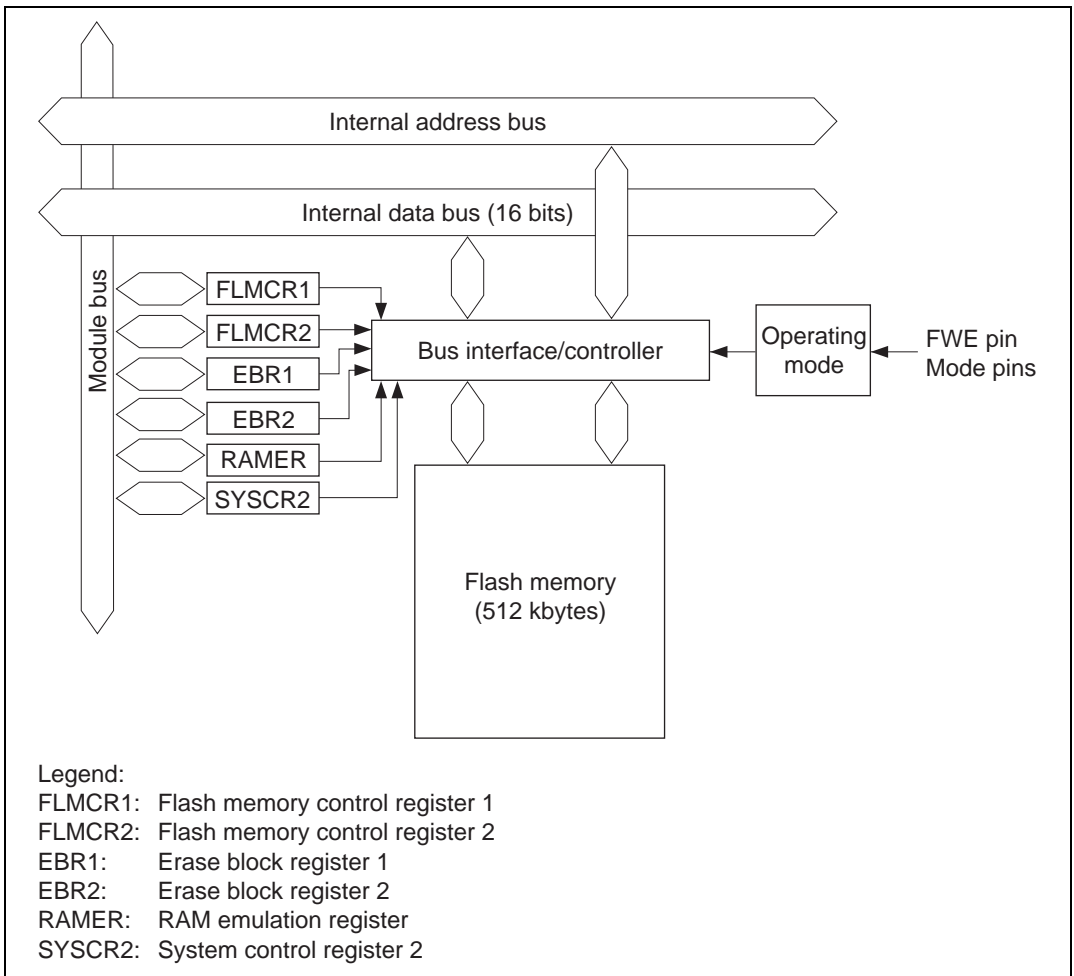 Internal address bus
Internal data bus (16 bits)
Module bus
FLMCR1
FLMCR2
EBR1
EBR2
RAMER
SYSCR2
Bus interface/controller
Operating
mode
FWE pin
Mode pins
Flash memory
(512 kbytes)
Legend:
FLMCR1: Flash memory control register 1
FLMCR2: Flash memory control register 2
EBR1: Erase block register 1
EBR2: Erase block register 2
RAMER: RAM emulation register
SYSCR2: System control register 2